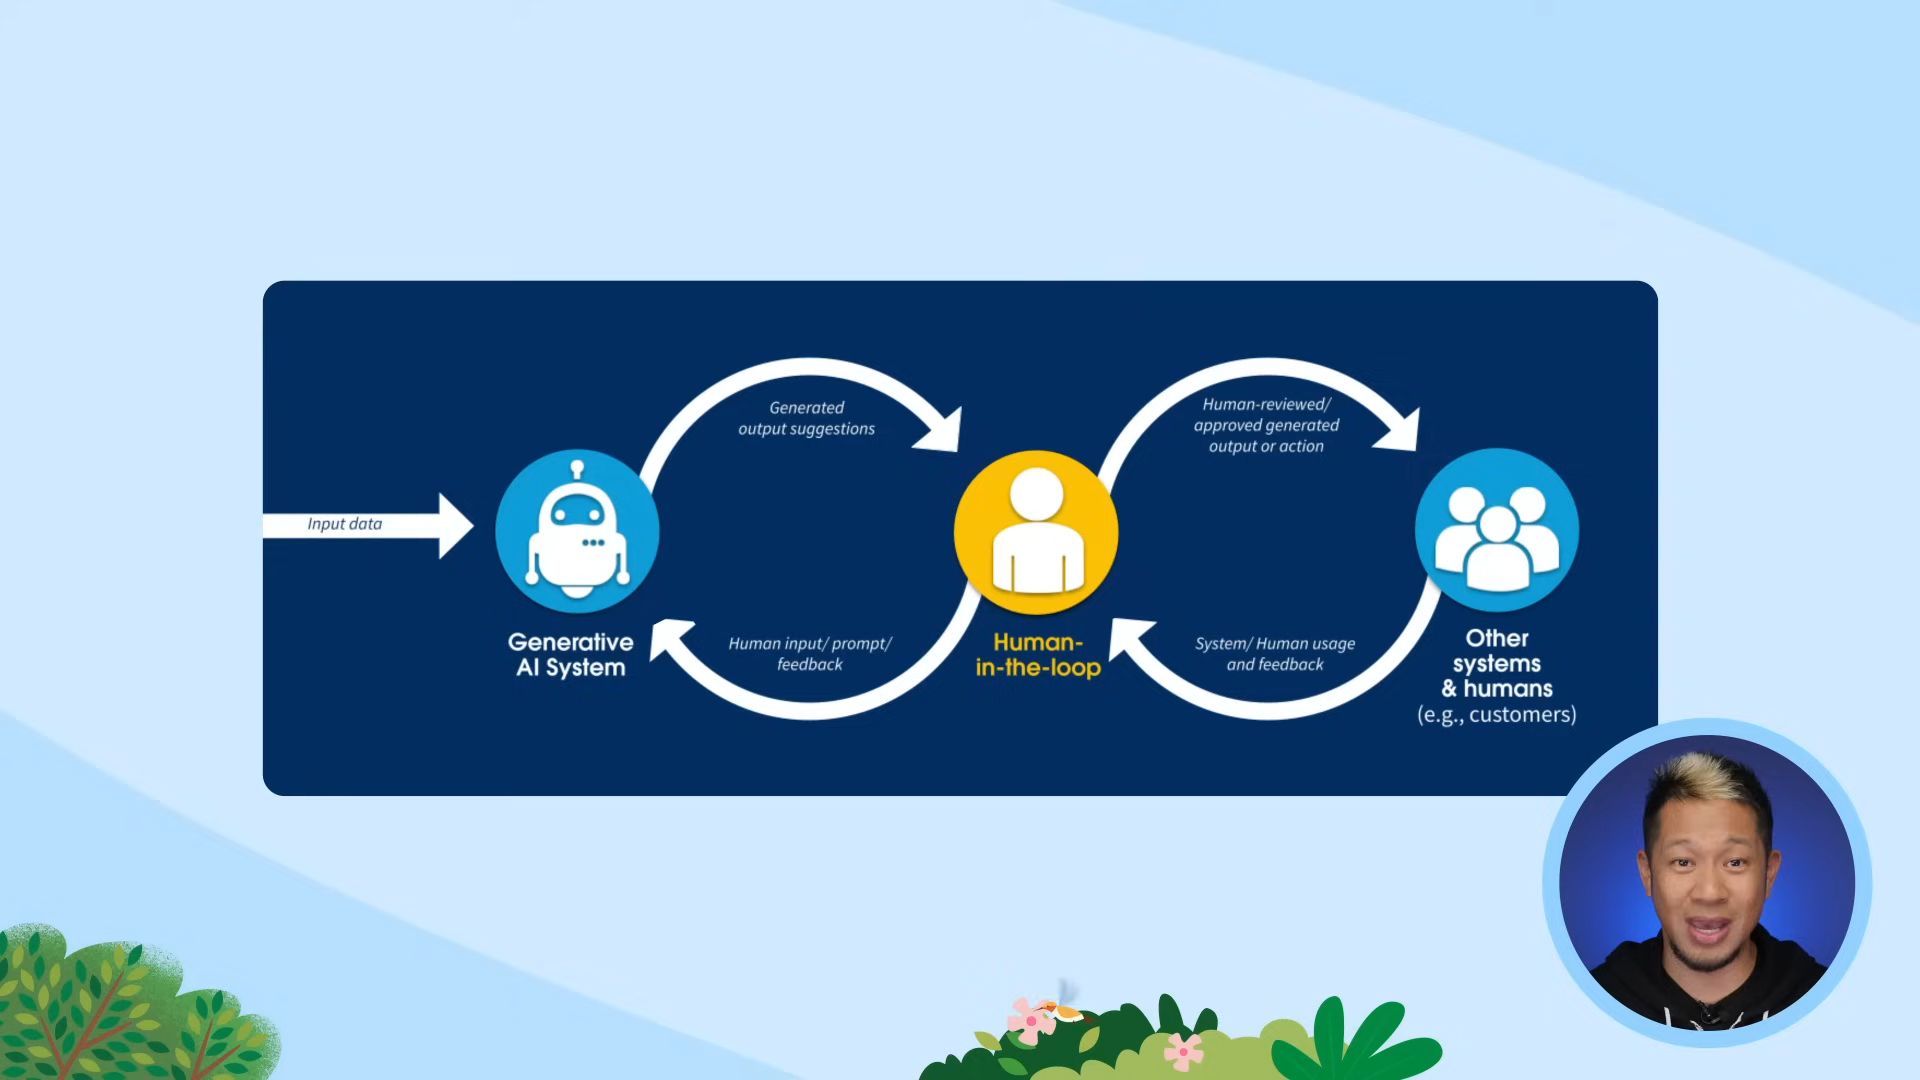 Input data
Generative
AI System
Generated
output suggestions
Human input/ prompt/
feedback
Human-
in-the-loop
Human-reviewed/
approved generated
output or action
System/ Human usage
and feedback
Other
systems
& humans
(e.g., customers)